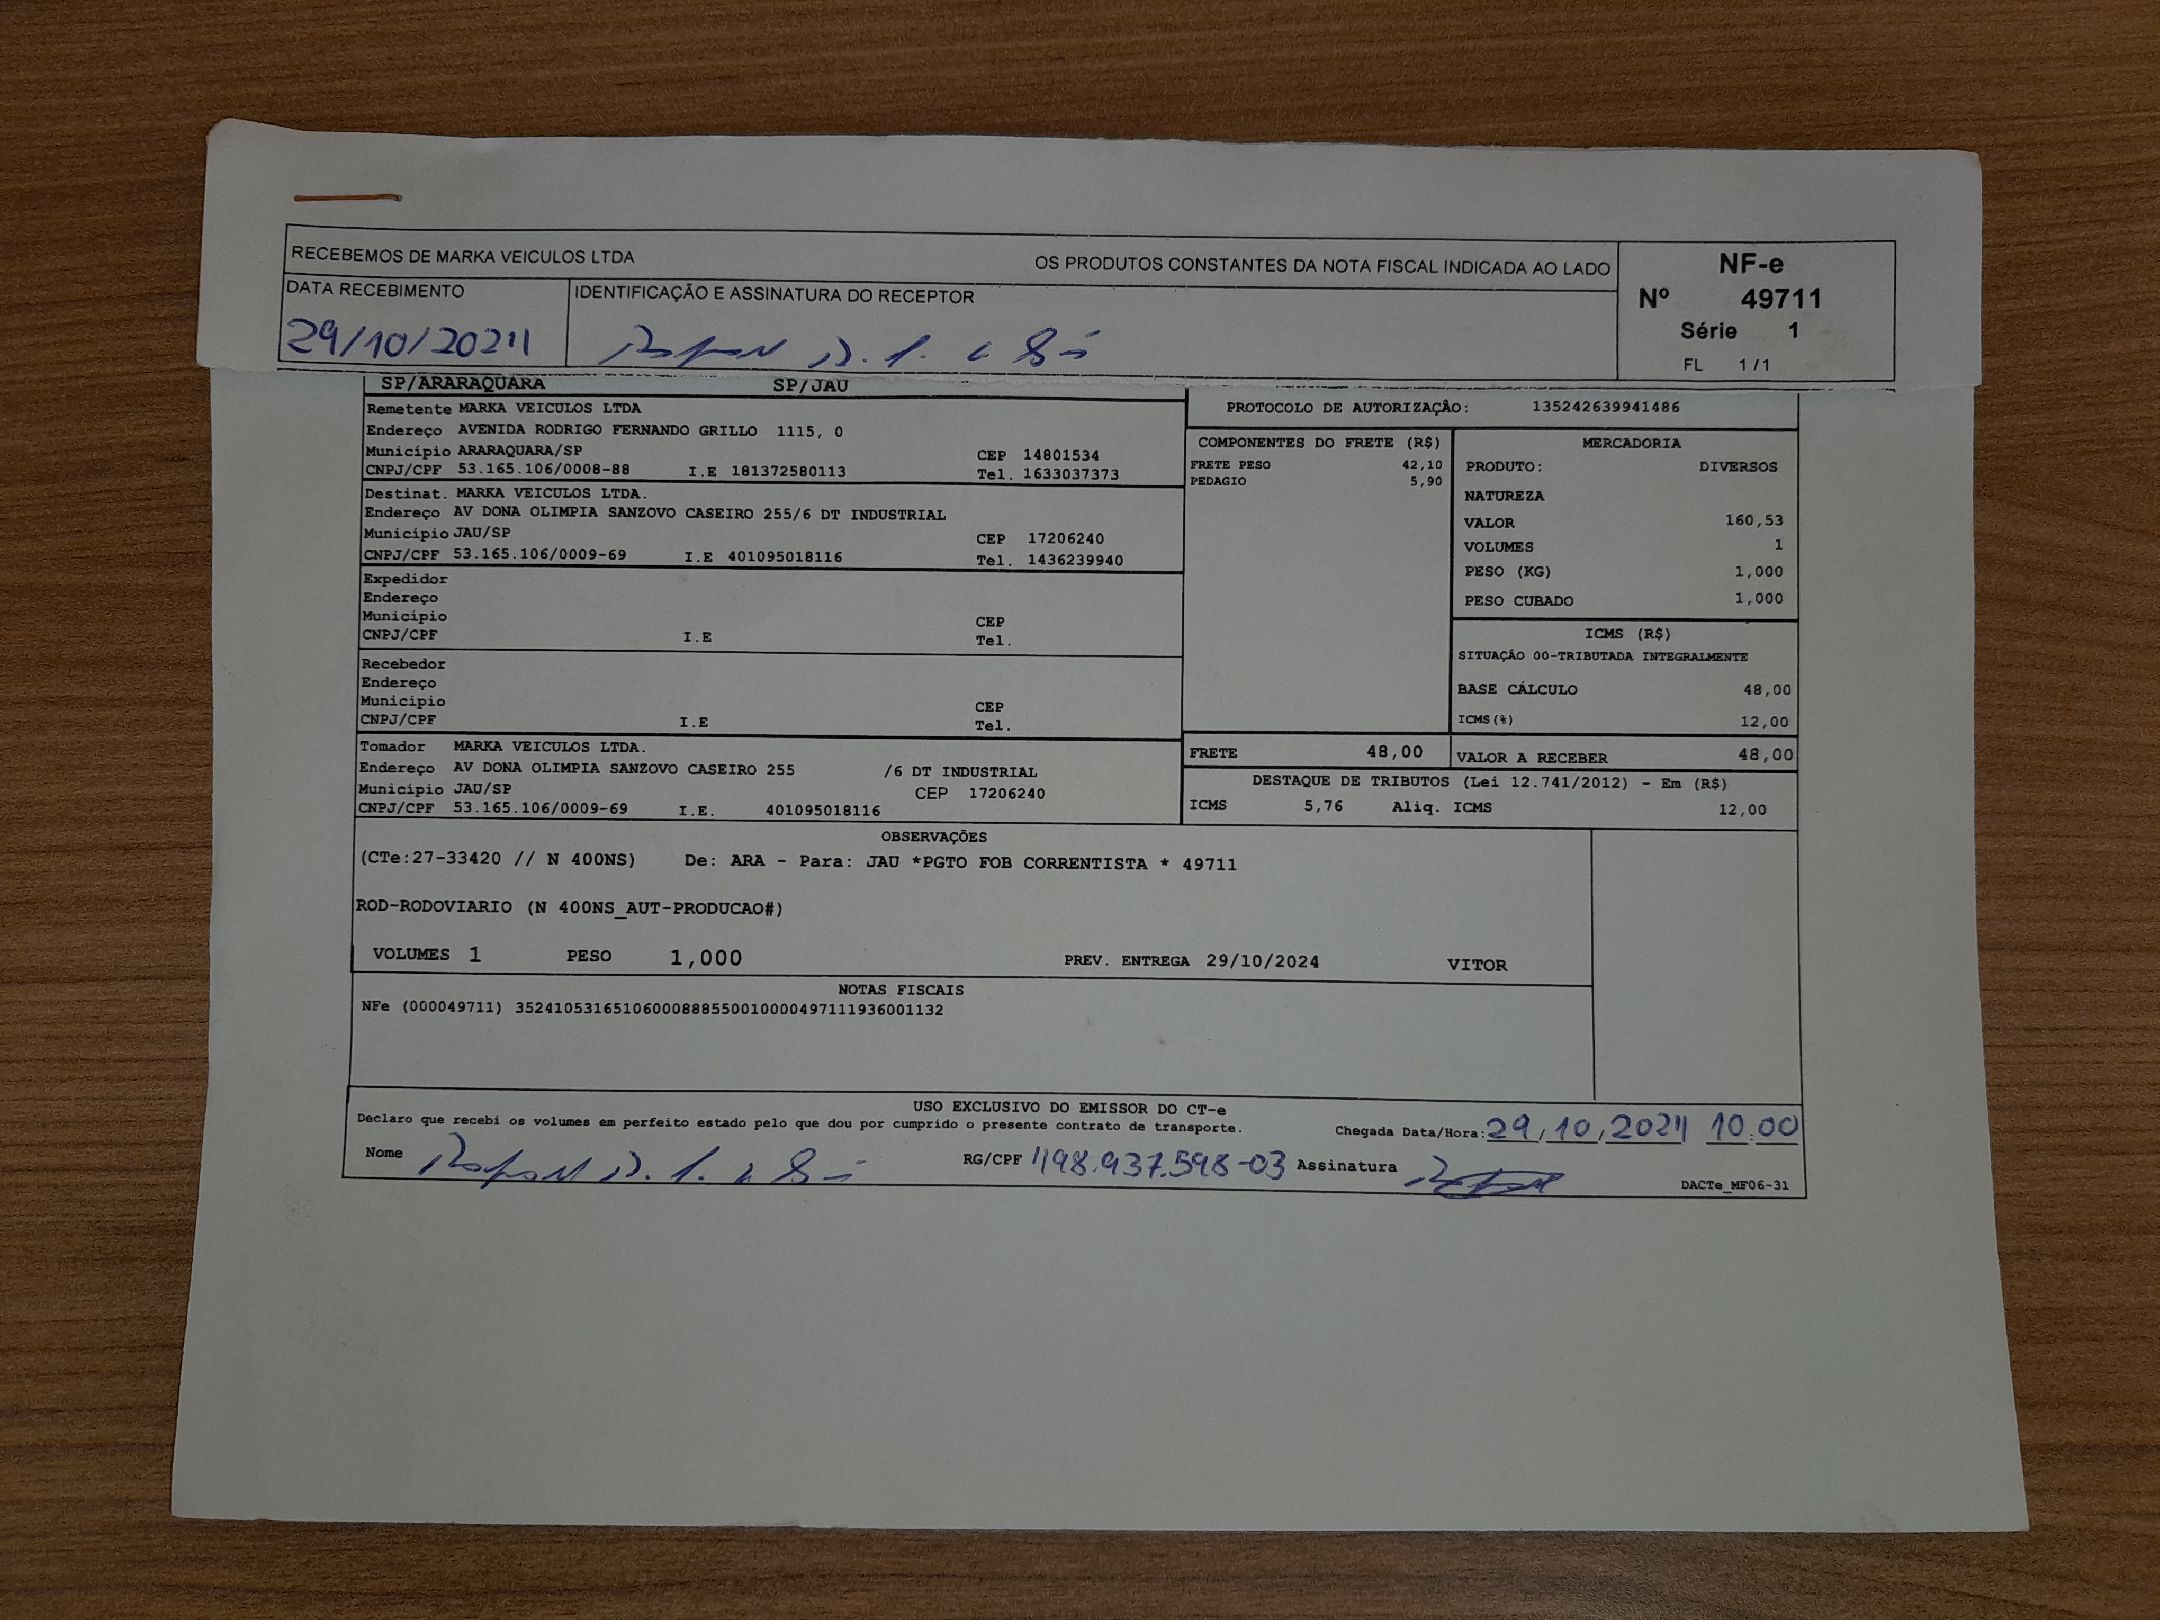 RECEBEMOS DE MARKA VEICULOS LTDA OS PRODUTOS CONSTANTES DA NOTA FISCAL INDICADA AO LADO
NF-e
Nº 49711
Série 1
FL 1/1
DATA RECEBIMENTO
29/10/2024
IDENTIFICAÇÃO E ASSINATURA DO RECEPTOR
SP/ARARAQUARA SP/JAU
Remetente MARKA VEICULOS LTDA
Endereço AVENIDA RODRIGO FERNANDO GRILLO 1115, 0
Município ARARAQUARA/SP CEP 14801534
CNPJ/CPF 53.165.106/0008-88 I.E 181372580113 Tel. 1633037373
Destinat. MARKA VEICULOS LTDA.
Endereço AV DONA OLIMPIA SANZOVO CASEIRO 255/6 DT INDUSTRIAL
Município JAU/SP CEP 17206240
CNPJ/CPF 53.165.106/0009-69 I.E 401095018116 Tel. 1436239940
Expedidor
Endereço
Município CEP
CNPJ/CPF I.E Tel.
Recebedor
Endereço
Município CEP
CNPJ/CPF I.E Tel.
Tomador MARKA VEICULOS LTDA.
Endereço AV DONA OLIMPIA SANZOVO CASEIRO 255 /6 DT INDUSTRIAL
Município JAU/SP CEP 17206240
CNPJ/CPF 53.165.106/0009-69 I.E. 401095018116
PROTOCOLO DE AUTORIZAÇÃO: 135242639941486
COMPONENTES DO FRETE (R$)
FRETE PESO 42,10
PEDAGIO 5,90
MERCADORIA
PRODUTO: DIVERSOS
NATUREZA
VALOR 160,53
VOLUMES 1
PESO (KG) 1,000
PESO CUBADO 1,000
ICMS (R$)
SITUAÇÃO 00-TRIBUTADA INTEGRALMENTE
BASE CÁLCULO 48,00
ICMS(%) 12,00
FRETE 48,00 VALOR A RECEBER 48,00
DESTAQUE DE TRIBUTOS (Lei 12.741/2012) - Em (R$)
ICMS 5,76 Aliq. ICMS 12,00
OBSERVAÇÕES
(CTe:27-33420 // N 400NS) De: ARA - Para: JAU *PGTO FOB CORRENTISTA * 49711
ROD-RODOVIARIO (N 400NS_AUT-PRODUCAO#)
VOLUMES 1 PESO 1,000 PREV. ENTREGA 29/10/2024 VITOR
NOTAS FISCAIS
NFe (000049711) 35241053165106000888550010000497111936001132
USO EXCLUSIVO DO EMISSOR DO CT-e
Declaro que recebi os volumes em perfeito estado pelo que dou por cumprido o presente contrato de transporte.
Chegada Data/Hora: 29/10/2024 10:00
Nome RG/CPF 498.937.598-03 Assinatura
DACTe_MF06-31